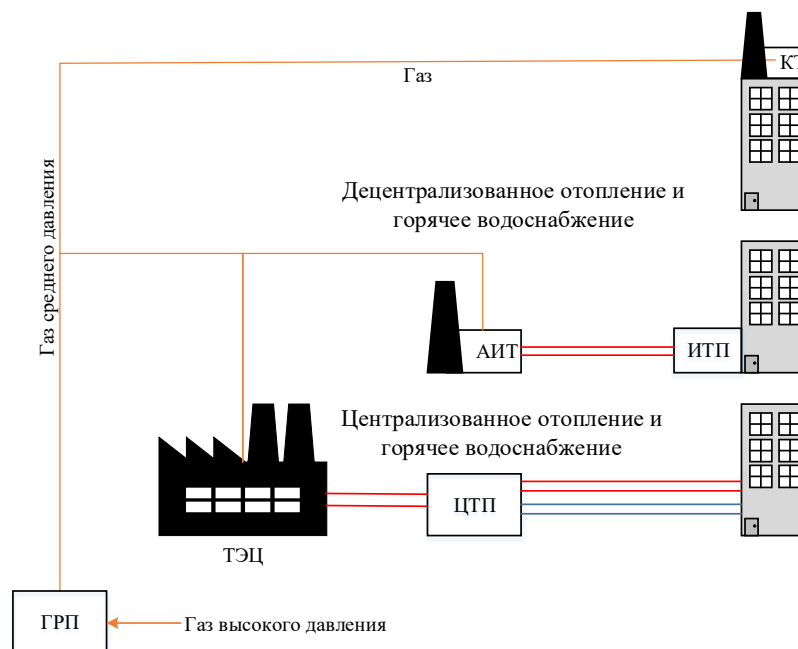 КТ
Газ
Децентрализованное отопление и
горячее водоснабжение
Газ среднего давления
АИТ
ИТП
Централизованное отопление и
горячее водоснабжение
ЦТП
ТЭЦ
ГРП
Газ высокого давления